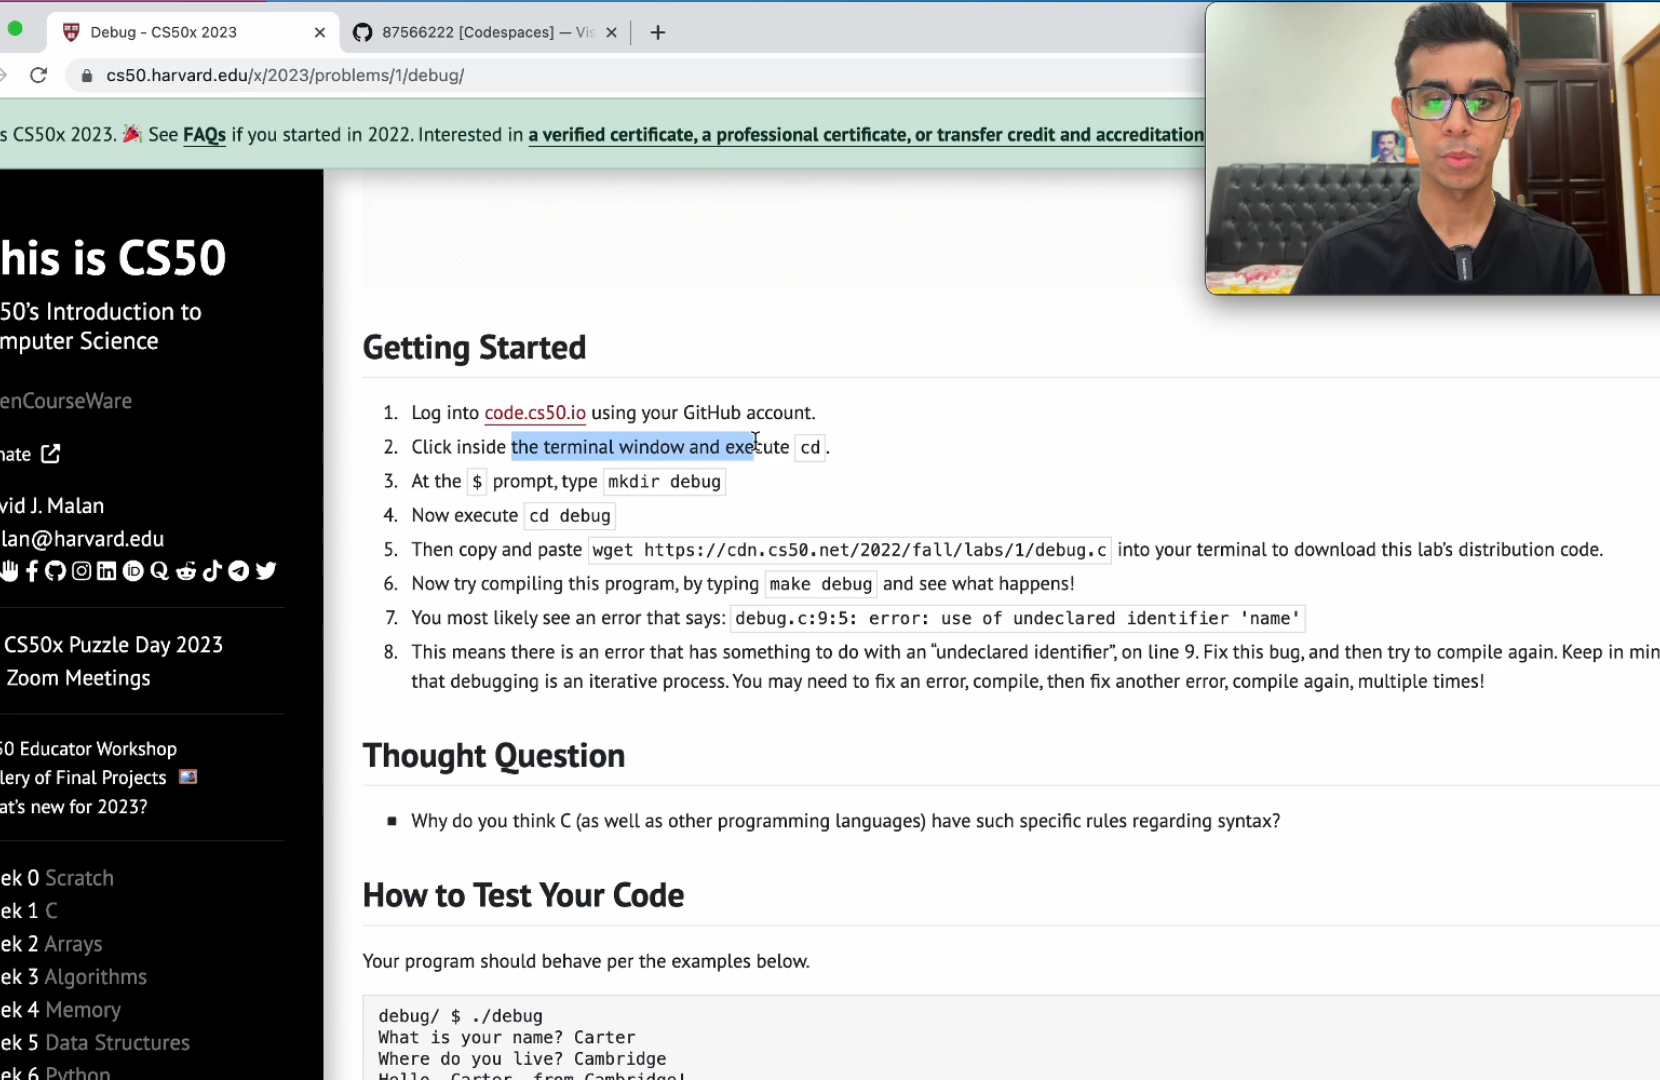 Debug - CS50x 2023
87566222 [Codespaces] — Vis
cs50.harvard.edu/x/2023/problems/1/debug/
s CS50x 2023. 🎉 See FAQs if you started in 2022. Interested in a verified certificate, a professional certificate, or transfer credit and accreditation
his is CS50
50's Introduction to
mputer Science
enCourseWare
nate
vid J. Malan
lan@harvard.edu
CS50x Puzzle Day 2023
Zoom Meetings
50 Educator Workshop
lery of Final Projects
at's new for 2023?
ek 0 Scratch
ek 1 C
ek 2 Arrays
ek 3 Algorithms
ek 4 Memory
ek 5 Data Structures
ek 6 Python
Getting Started
1. Log into code.cs50.io using your GitHub account.
2. Click inside the terminal window and execute cd.
3. At the $ prompt, type mkdir debug
4. Now execute cd debug
5. Then copy and paste wget https://cdn.cs50.net/2022/fall/labs/1/debug.c into your terminal to download this lab's distribution code.
6. Now try compiling this program, by typing make debug and see what happens!
7. You most likely see an error that says: debug.c:9:5: error: use of undeclared identifier 'name'
8. This means there is an error that has something to do with an “undeclared identifier”, on line 9. Fix this bug, and then try to compile again. Keep in min
that debugging is an iterative process. You may need to fix an error, compile, then fix another error, compile again, multiple times!
Thought Question
▪ Why do you think C (as well as other programming languages) have such specific rules regarding syntax?
How to Test Your Code
Your program should behave per the examples below.
debug/ $ ./debug
What is your name? Carter
Where do you live? Cambridge
Hello, Carter, from Cambridge!